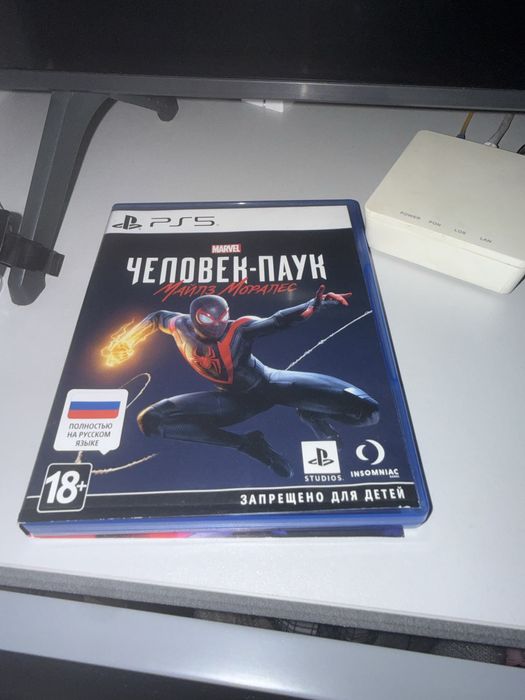 PS5
MARVEL
ЧЕЛОВЕК-ПАУК
МАЙЛЗ МОРАЛЕС
POWER PON LOS LAN
ПОЛНОСТЬЮ
НА РУССКОМ
ЯЗЫКЕ
STUDIOS
INSOMNIAC
GAMES
18+
ЗАПРЕЩЕНО ДЛЯ ДЕТЕЙ